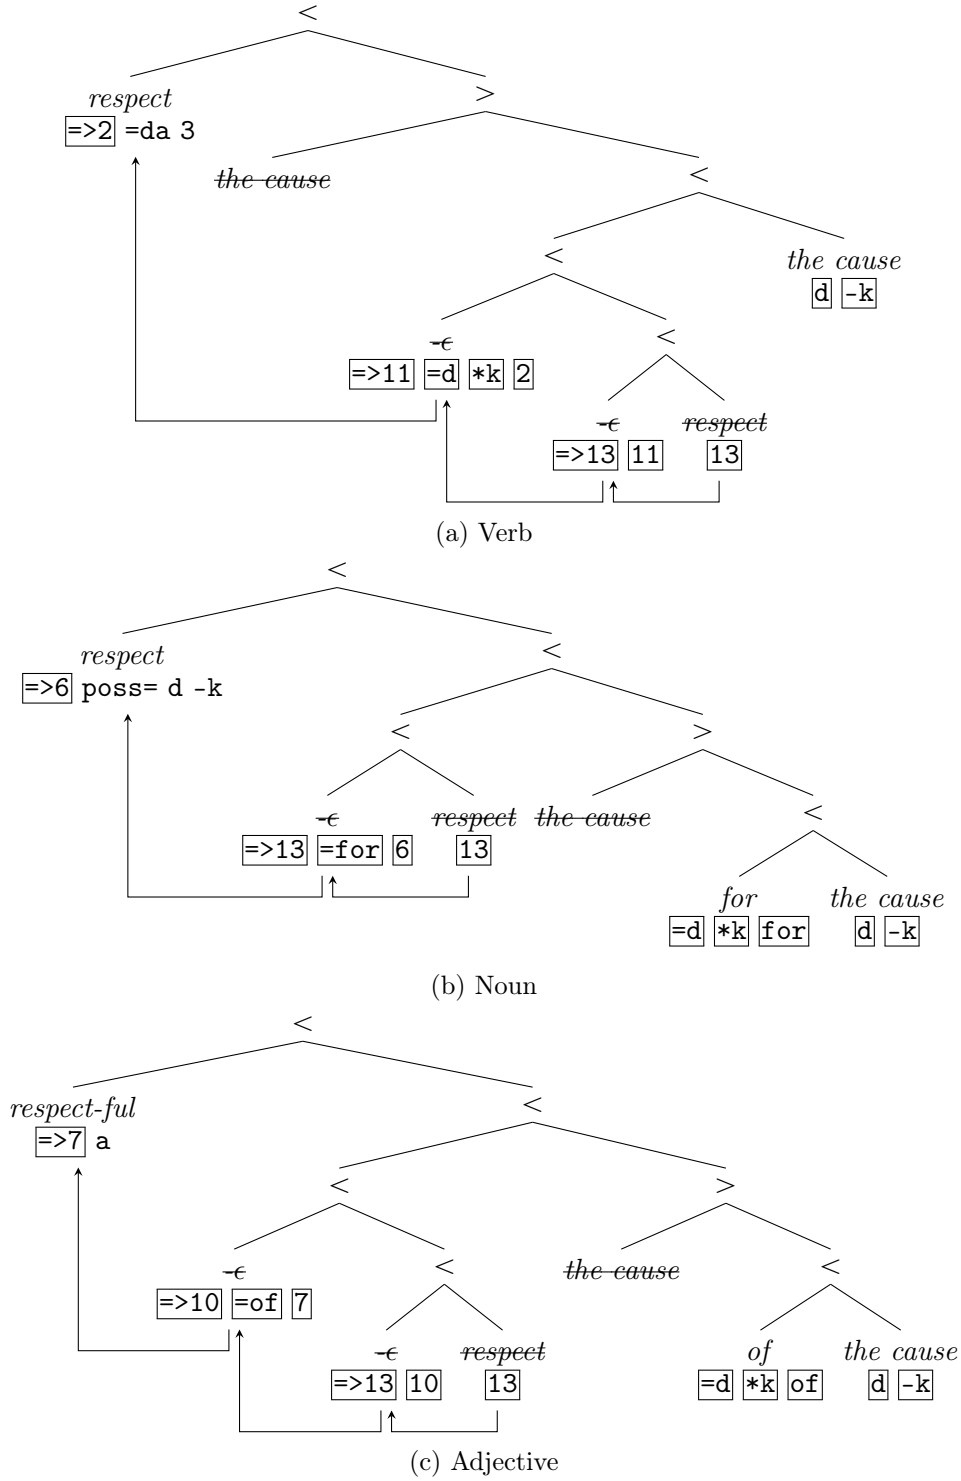 <
respect >
=>2 =da 3
the cause <
< the cause
d -k
-ϵ <
=>11 =d *k 2
-ϵ respect
=>13 11 13
(a) Verb
<
respect <
=>6 poss= d -k
< >
-ϵ respect the cause <
=>13 =for 6 13
for the cause
=d *k for d -k
(b) Noun
<
respect-ful <
=>7 a
< >
-ϵ < the cause <
=>10 =of 7
-ϵ respect of the cause
=>13 10 13 =d *k of d -k
(c) Adjective